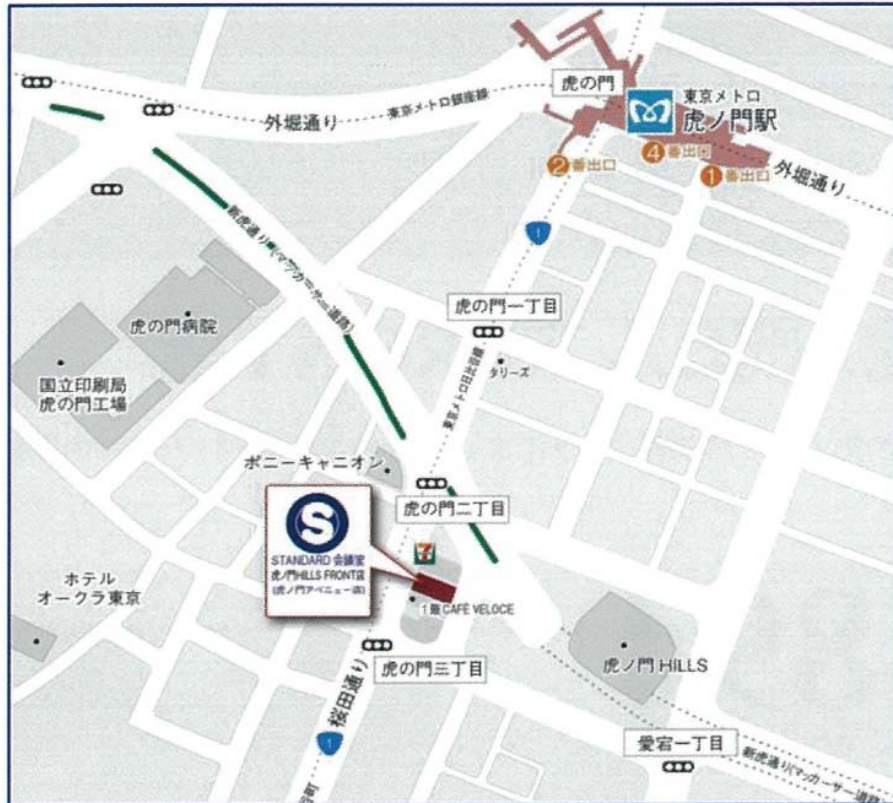 虎の門
東京メトロ
虎ノ門駅
外堀通り
東京メトロ銀座線
2番出口
4番出口
1番出口
外堀通り
1
新虎通り(マッカーサー道路)
虎の門一丁目
虎の門病院
東京メトロ日比谷線
タリーズ
国立印刷局
虎の門工場
ポニーキャニオン
虎の門二丁目
S
STANDARD 会議室
虎ノ門HILLS FRONT店
(虎ノ門アベニュー店)
7
ホテル
オークラ東京
1階 CAFÉ VELOCE
虎の門三丁目
虎ノ門 HILLS
桜田通り
1
愛宕一丁目
新虎通り(マッカーサー道路)